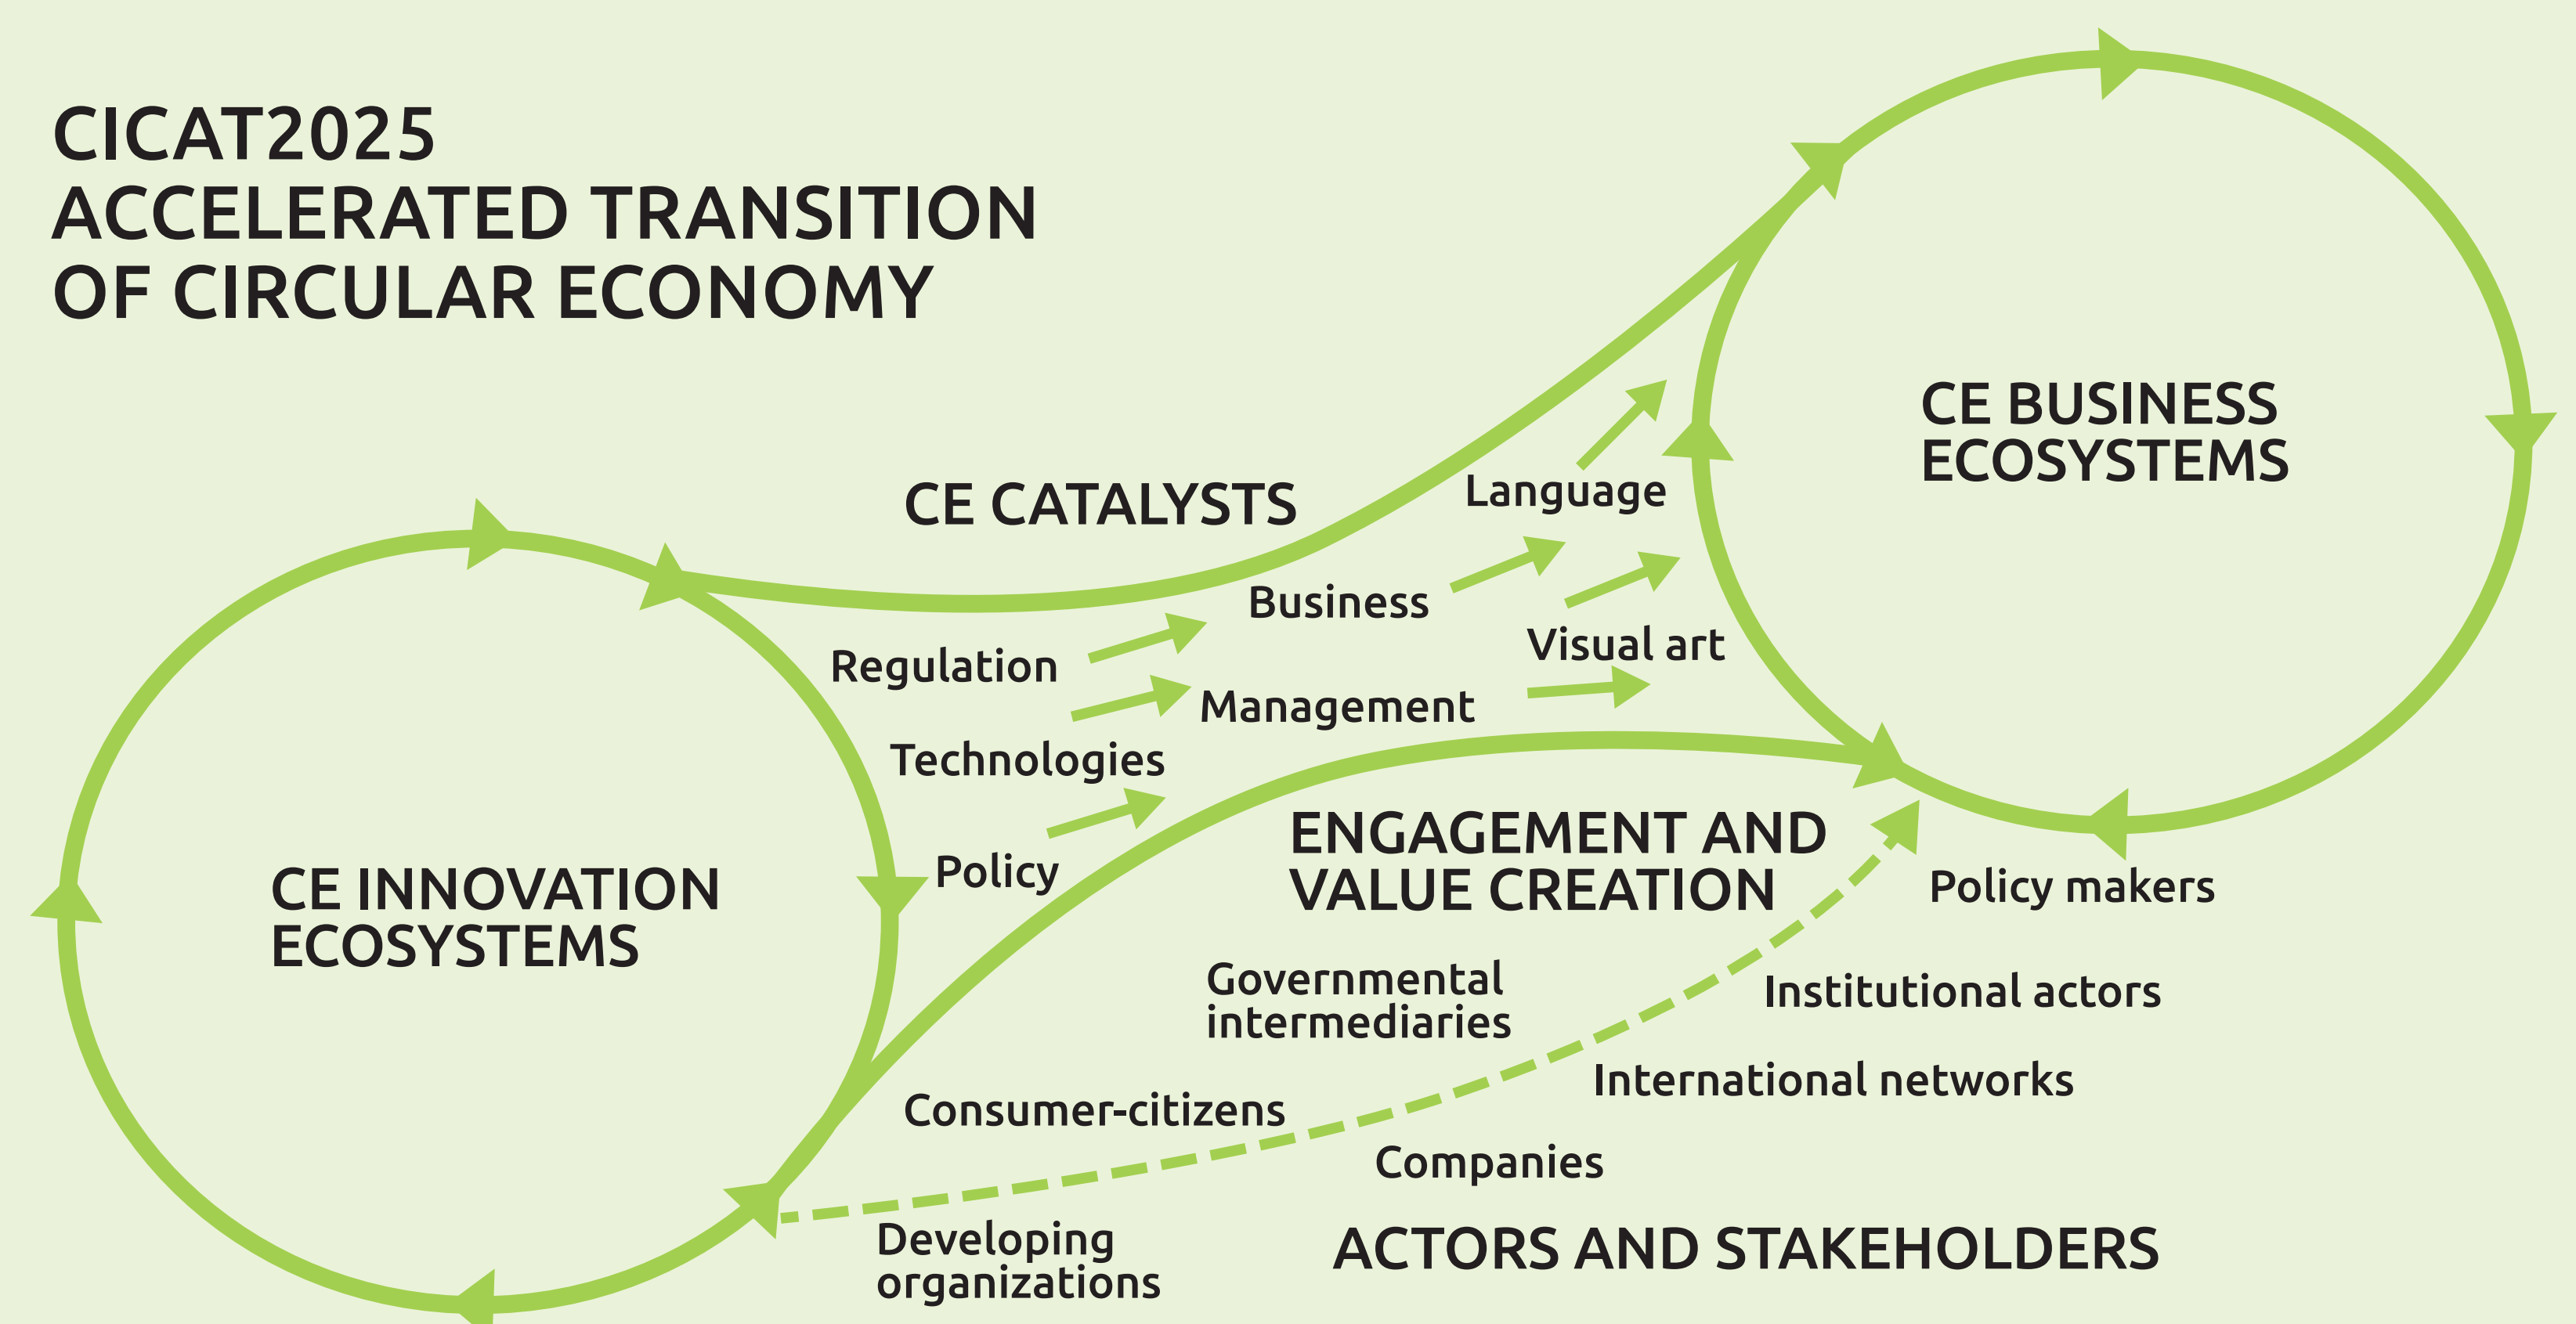 CICAT2025
ACCELERATED TRANSITION
OF CIRCULAR ECONOMY
CE BUSINESS
ECOSYSTEMS
CE CATALYSTS
Language
Business
Visual art
Regulation
Management
Technologies
Policy
CE INNOVATION
ECOSYSTEMS
ENGAGEMENT AND
VALUE CREATION
Policy makers
Governmental
intermediaries
Institutional actors
International networks
Consumer-citizens
Companies
Developing
organizations
ACTORS AND STAKEHOLDERS